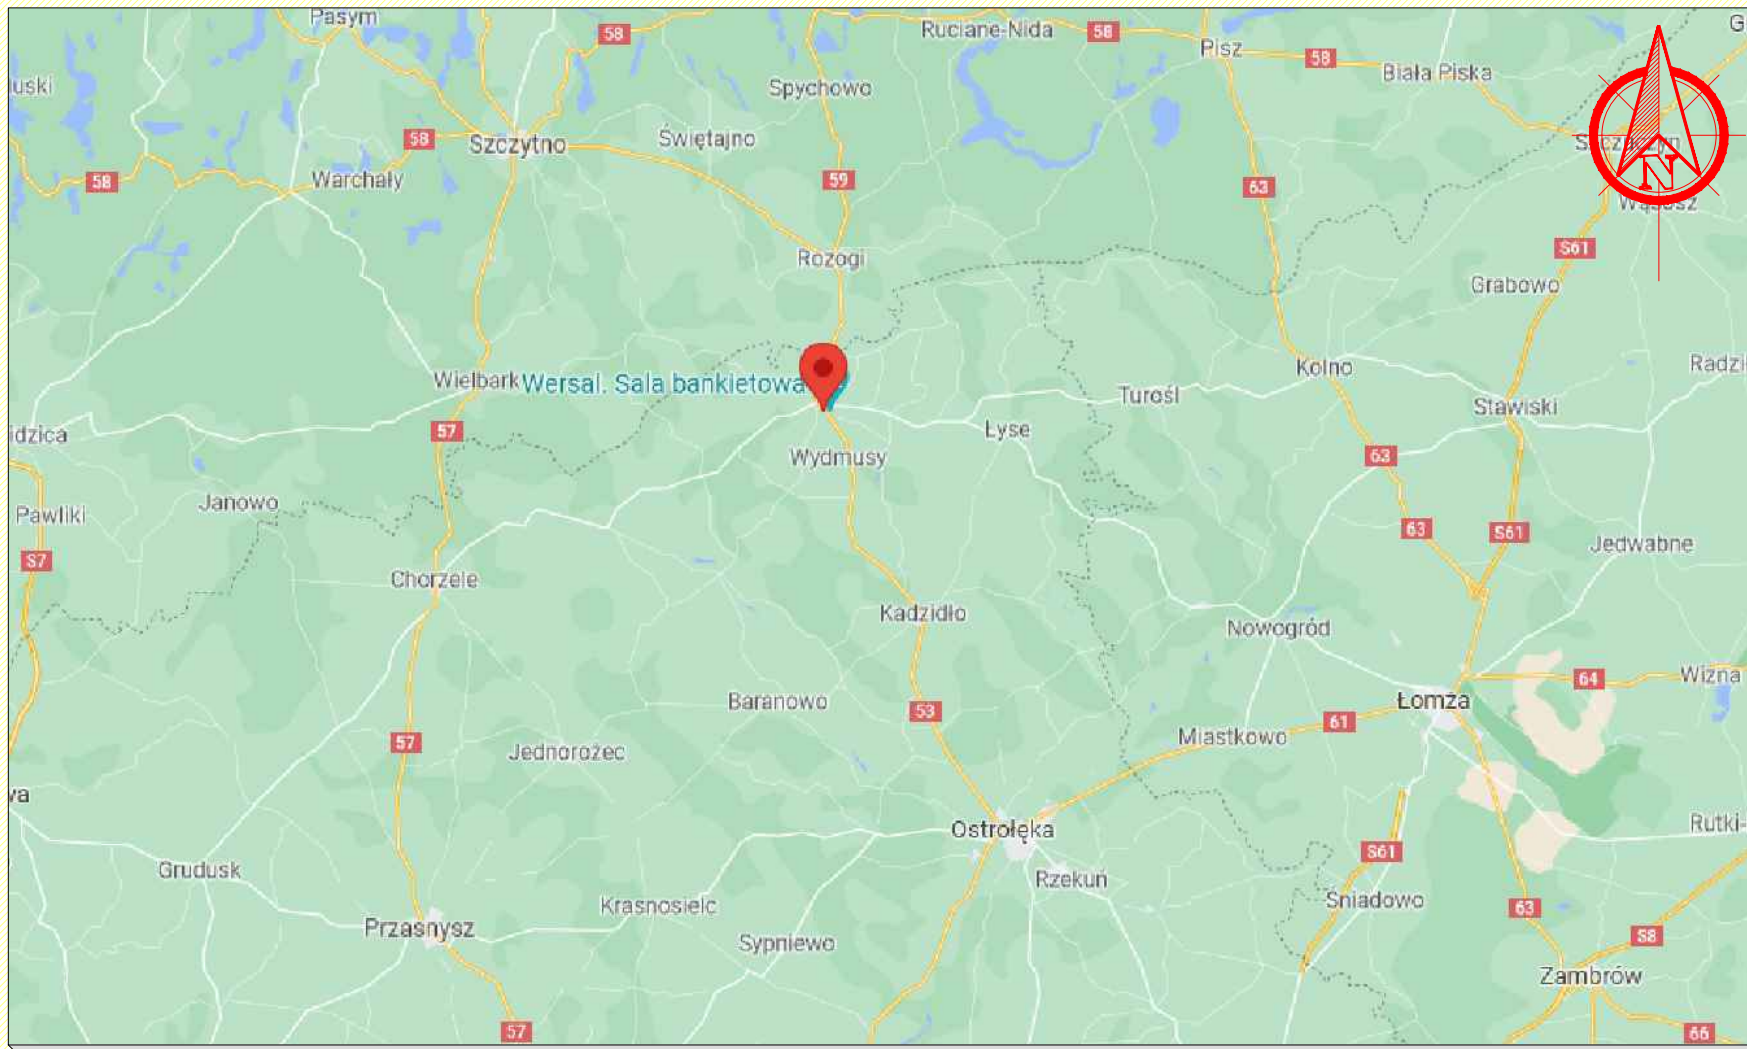 Pasym
58
Ruciane-Nida
58
Pisz
58
Biała Piska
G
luski
Spychowo
58
Szczytno
Świętajno
Szczuczyn
58
Warchały
59
63
Wąsosz
Rozogi
S61
Grabowo
Wielbark
Wersal. Sala bankietowa
Turośl
Kolno
Radzi
Stawiski
idzica
57
Łyse
Wydmusy
63
Janowo
Pawliki
63
S61
Jedwabne
S7
Chorzele
Kadzidło
Nowogród
64
Wizna
Baranowo
53
Łomża
61
57
Jednorożec
Miastkowo
va
Ostrołęka
Rutki-
S61
Grudusk
Rzekuń
Krasnosielc
Śniadowo
63
Przasnysz
Sypniewo
S8
Zambrów
57
66
N